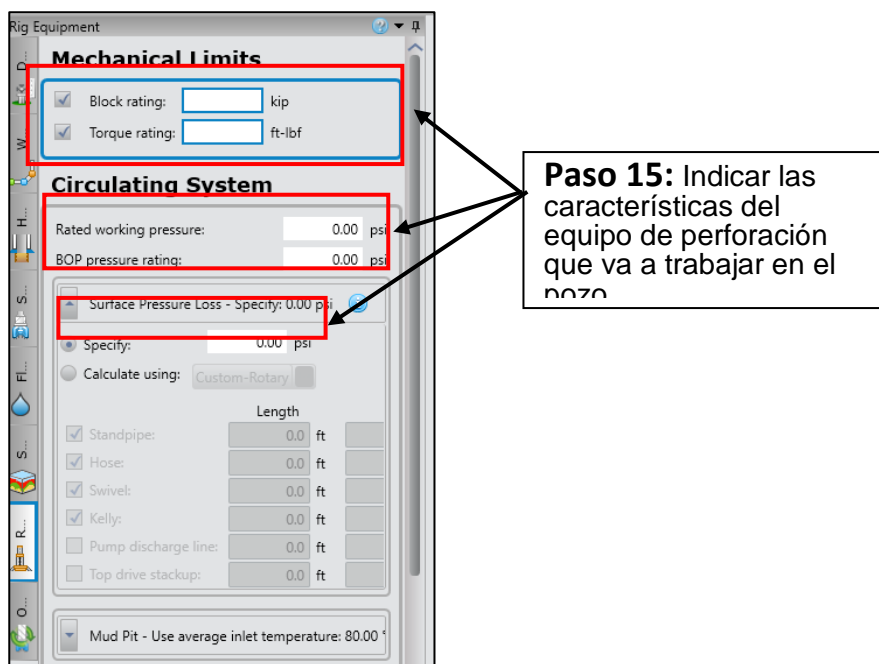 Rig Equipment
D...
Mechanical Limits
Block rating: kip
Torque rating: ft-lbf
W...
Circulating System
H...
Rated working pressure: 0.00 psi
BOP pressure rating: 0.00 psi
S...
Surface Pressure Loss - Specify: 0.00 psi
Specify: 0.00 psi
Fl...
Calculate using: Custom-Rotary
Length
S...
Standpipe: 0.0 ft
Hose: 0.0 ft
Swivel: 0.0 ft
R...
Kelly: 0.0 ft
Pump discharge line: 0.0 ft
Top drive stackup: 0.0 ft
O...
Mud Pit - Use average inlet temperature: 80.00 °
Paso 15: Indicar las
características del
equipo de perforación
que va a trabajar en el
pozo